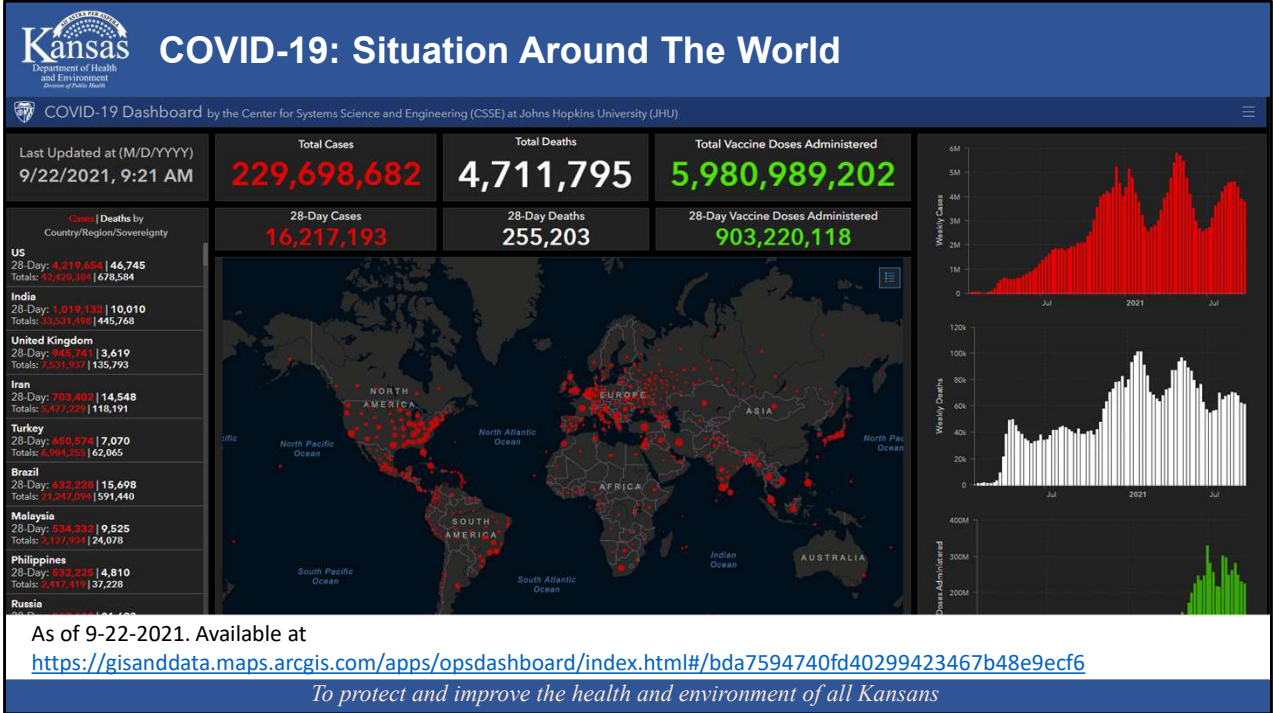 AD ASTRA PER ASPERA
Kansas
Department of Health
and Environment
Division of Public Health
COVID-19: Situation Around The World
COVID-19 Dashboard by the Center for Systems Science and Engineering (CSSE) at Johns Hopkins University (JHU)
Last Updated at (M/D/YYYY)
9/22/2021, 9:21 AM
Total Cases
229,698,682
Total Deaths
4,711,795
Total Vaccine Doses Administered
5,980,989,202
28-Day Cases
16,217,193
28-Day Deaths
255,203
28-Day Vaccine Doses Administered
903,220,118
Cases | Deaths by
Country/Region/Sovereignty
US
28-Day: 4,219,654 | 46,745
Totals: 42,420,384 | 678,584
India
28-Day: 1,019,132 | 10,010
Totals: 33,531,498 | 445,768
United Kingdom
28-Day: 945,741 | 3,619
Totals: 7,531,937 | 135,793
Iran
28-Day: 703,402 | 14,548
Totals: 5,477,229 | 118,191
Turkey
28-Day: 650,574 | 7,070
Totals: 6,904,255 | 62,065
Brazil
28-Day: 632,228 | 15,698
Totals: 21,247,094 | 591,440
Malaysia
28-Day: 534,332 | 9,525
Totals: 2,127,934 | 24,078
Philippines
28-Day: 532,225 | 4,810
Totals: 2,417,419 | 37,228
Russia
NORTH
AMERICA
EUROPE
ASIA
AFRICA
SOUTH
AMERICA
AUSTRALIA
North Pacific
Ocean
North Atlantic
Ocean
North Pac
Ocean
Indian
Ocean
South Pacific
Ocean
South Atlantic
Ocean
Weekly Cases
6M
5M
4M
3M
2M
1M
0
Jul
2021
Jul
Weekly Deaths
120k
100k
80k
60k
40k
20k
0
Jul
2021
Jul
Doses Administered
400M
300M
200M
As of 9-22-2021. Available at
https://gisanddata.maps.arcgis.com/apps/opsdashboard/index.html#/bda7594740fd40299423467b48e9ecf6
To protect and improve the health and environment of all Kansans